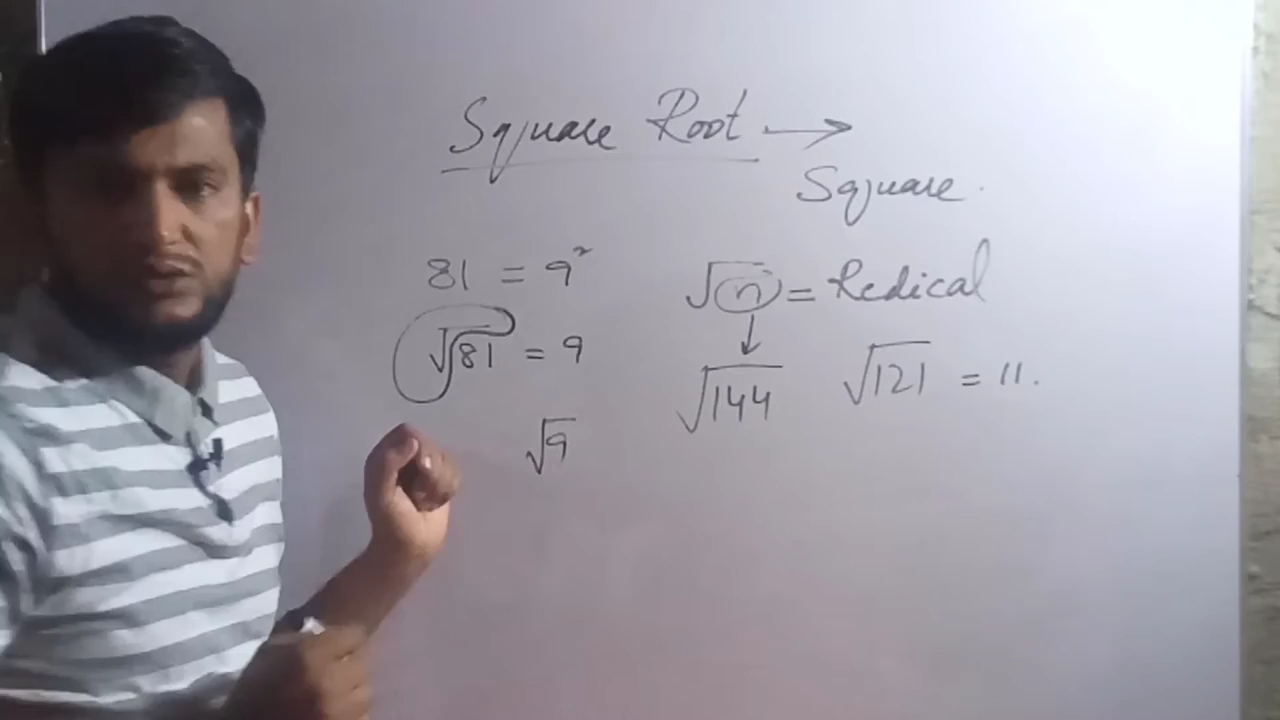 Square Root →
Square.
81 = 9²
√n = Redical
√81 = 9
√144
√121 = 11.
√9